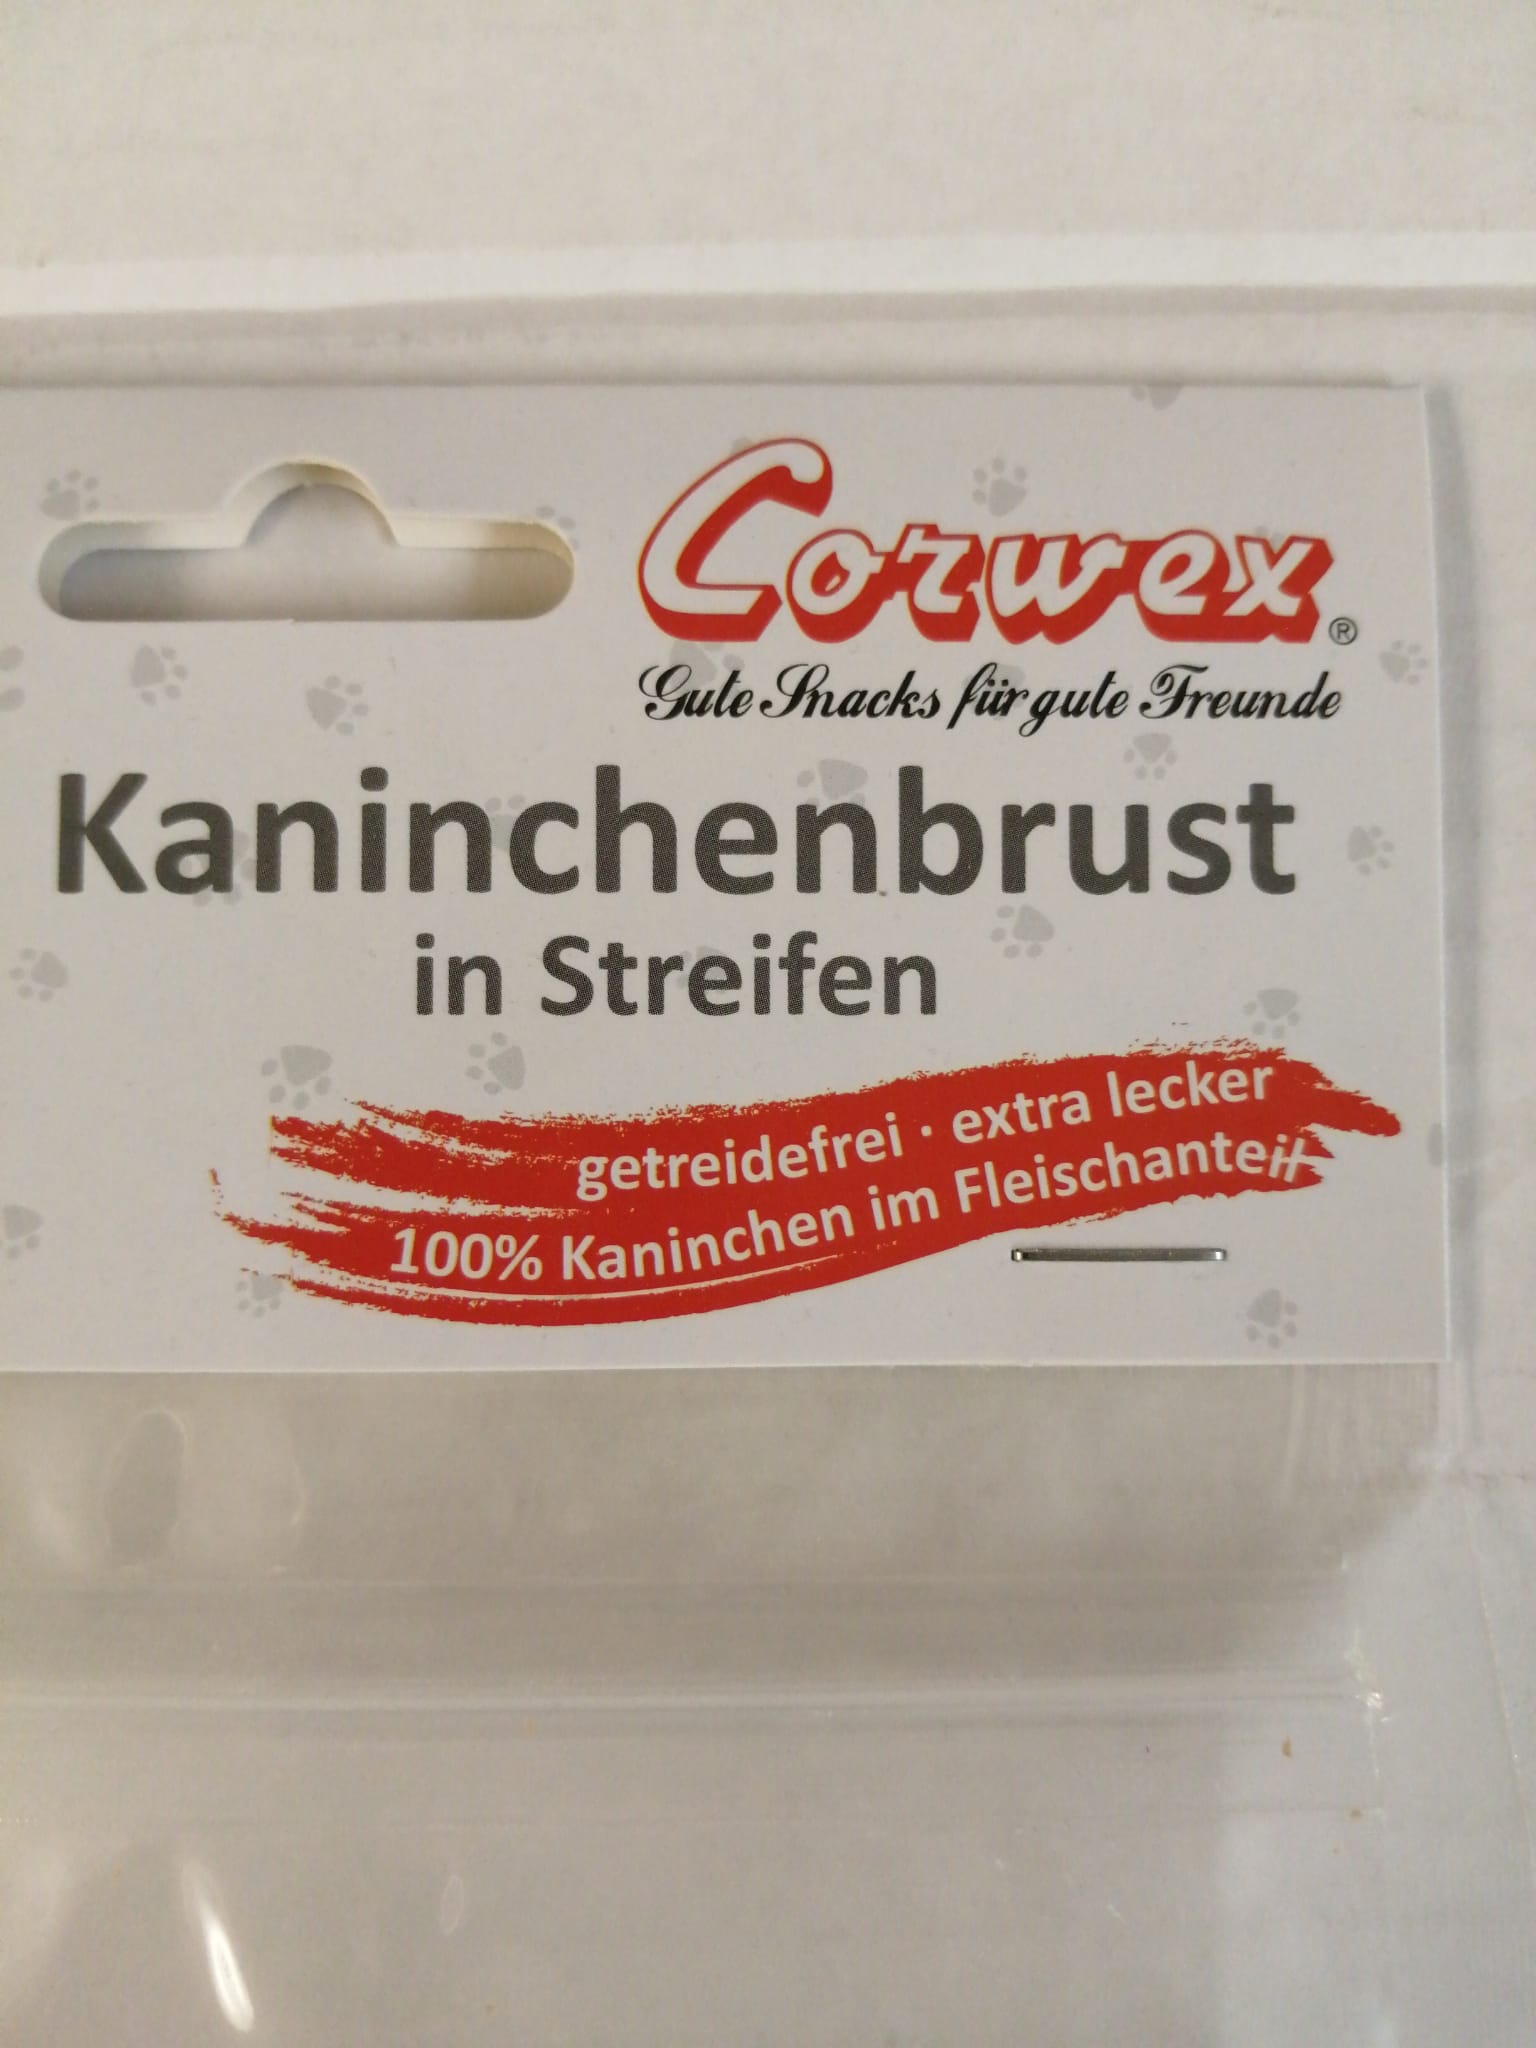 Corwex®
Gute Snacks für gute Freunde
Kaninchenbrust
in Streifen
getreidefrei · extra lecker
100% Kaninchen im Fleischanteil